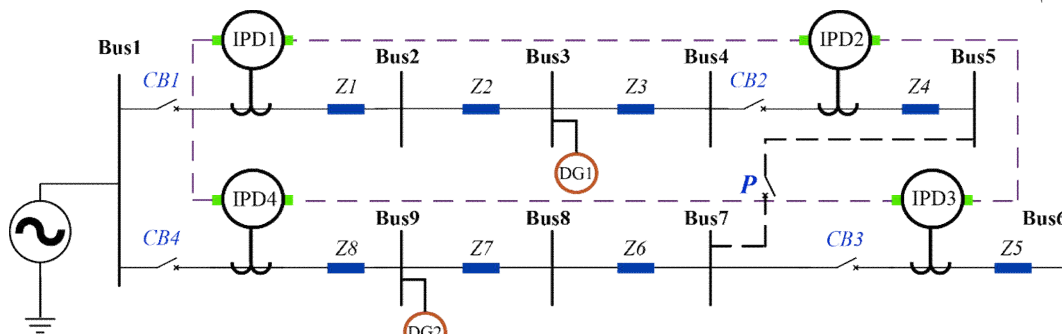 IPD1
IPD2
Bus1
Bus2
Bus3
Bus4
Bus5
CB1
Z1
Z2
Z3
CB2
Z4
DG1
P
IPD4
IPD3
Bus9
Bus8
Bus7
Bus6
CB4
Z8
Z7
Z6
CB3
Z5
DG2